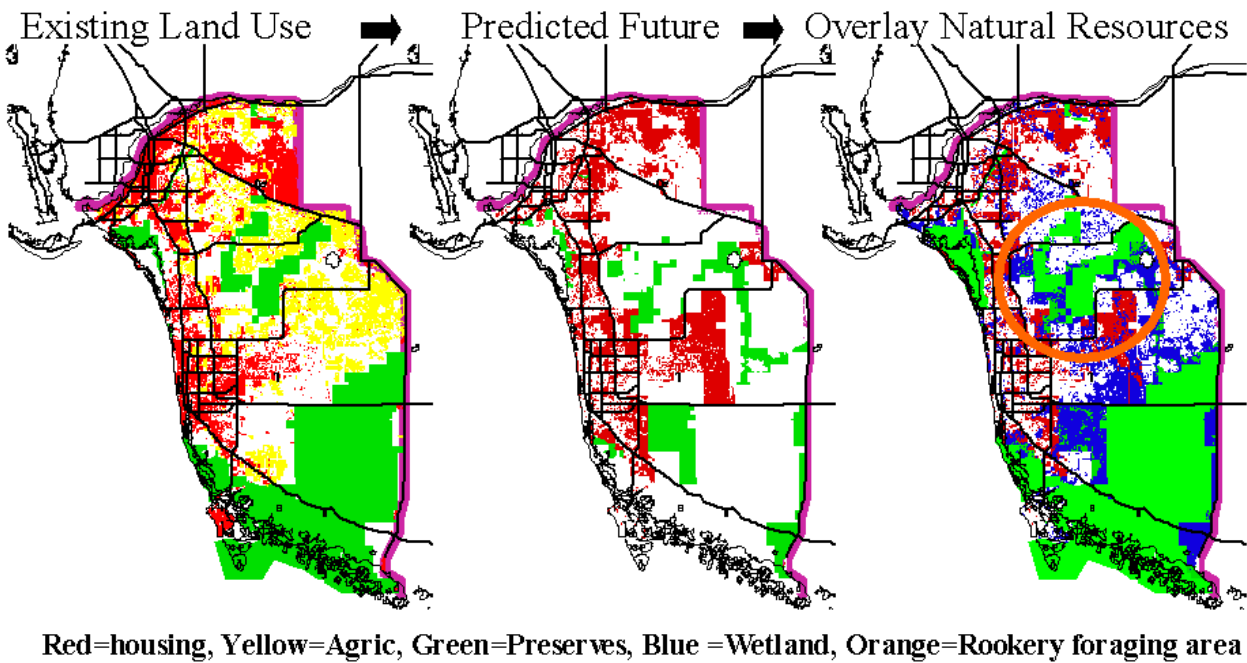 Existing Land Use Predicted Future Overlay Natural Resources
Red=housing, Yellow=Agric, Green=Preserves, Blue =Wetland, Orange=Rookery foraging area